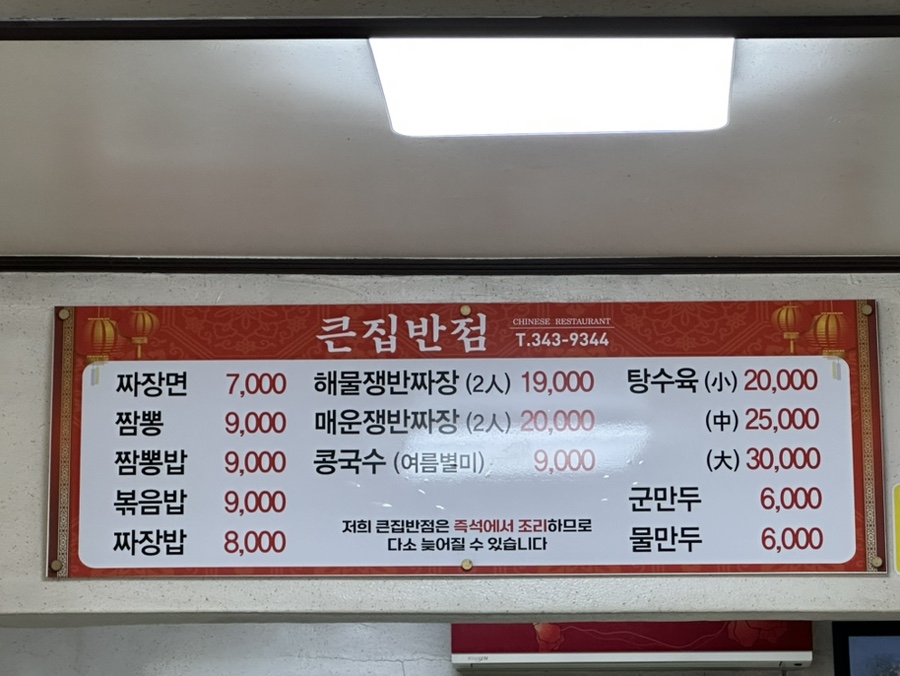 큰집반점
CHINESE RESTAURANT
T.343-9344
짜장면 7,000
짬뽕 9,000
짬뽕밥 9,000
볶음밥 9,000
짜장밥 8,000
해물쟁반짜장 (2人) 19,000
매운쟁반짜장 (2人) 20,000
콩국수 (여름별미) 9,000
저희 큰집반점은 즉석에서 조리하므로
다소 늦어질 수 있습니다
탕수육 (小) 20,000
(中) 25,000
(大) 30,000
군만두 6,000
물만두 6,000